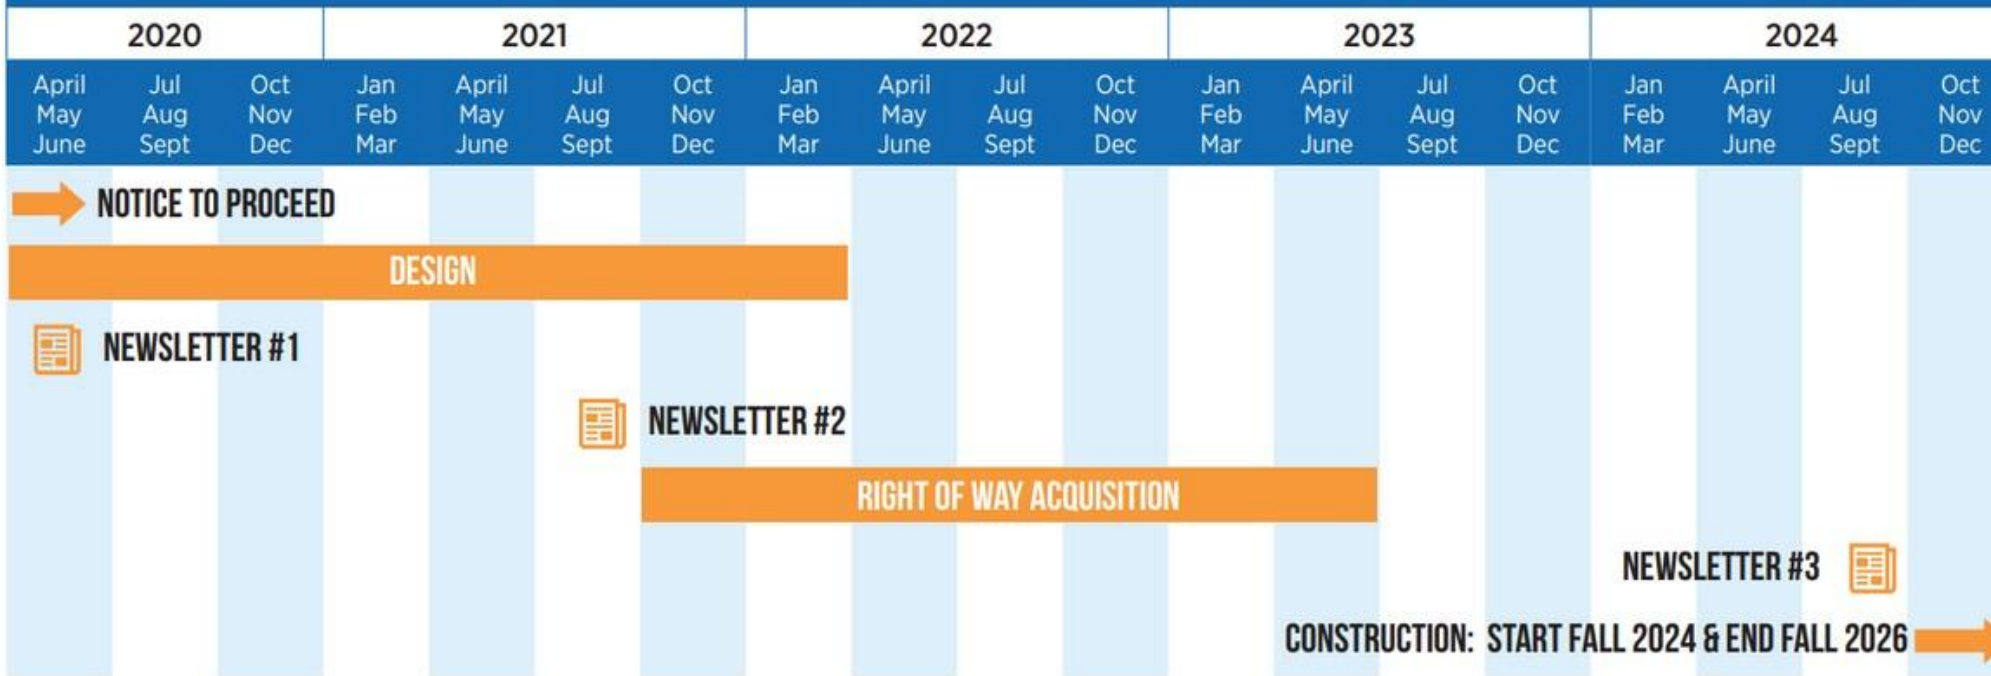 2020 2021 2022 2023 2024
April Jul Oct Jan April Jul Oct Jan April Jul Oct Jan April Jul Oct Jan April Jul Oct
May Aug Nov Feb May Aug Nov Feb May Aug Nov Feb May Aug Nov Feb May Aug Nov
June Sept Dec Mar June Sept Dec Mar June Sept Dec Mar June Sept Dec Mar June Sept Dec
NOTICE TO PROCEED
DESIGN
NEWSLETTER #1
NEWSLETTER #2
RIGHT OF WAY ACQUISITION
NEWSLETTER #3
CONSTRUCTION: START FALL 2024 & END FALL 2026